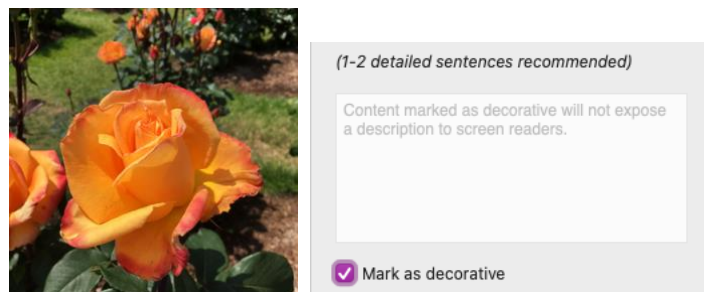 (1-2 detailed sentences recommended)
Content marked as decorative will not expose
a description to screen readers.
Mark as decorative